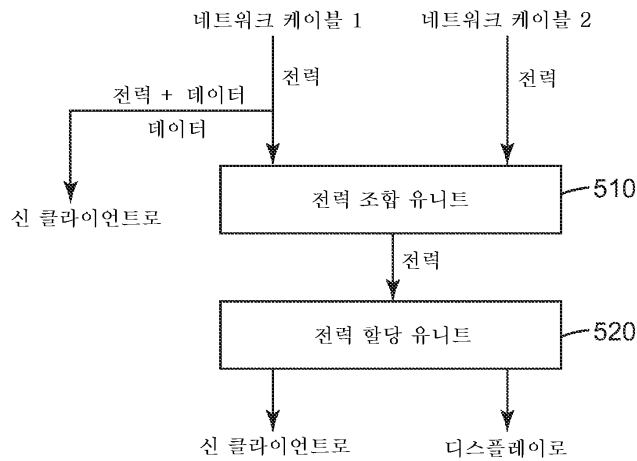 네트워크 케이블 1
네트워크 케이블 2
전력
전력
전력 + 데이터
데이터
신 클라이언트로
전력 조합 유니트
510
전력
전력 할당 유니트
520
신 클라이언트로
디스플레이로